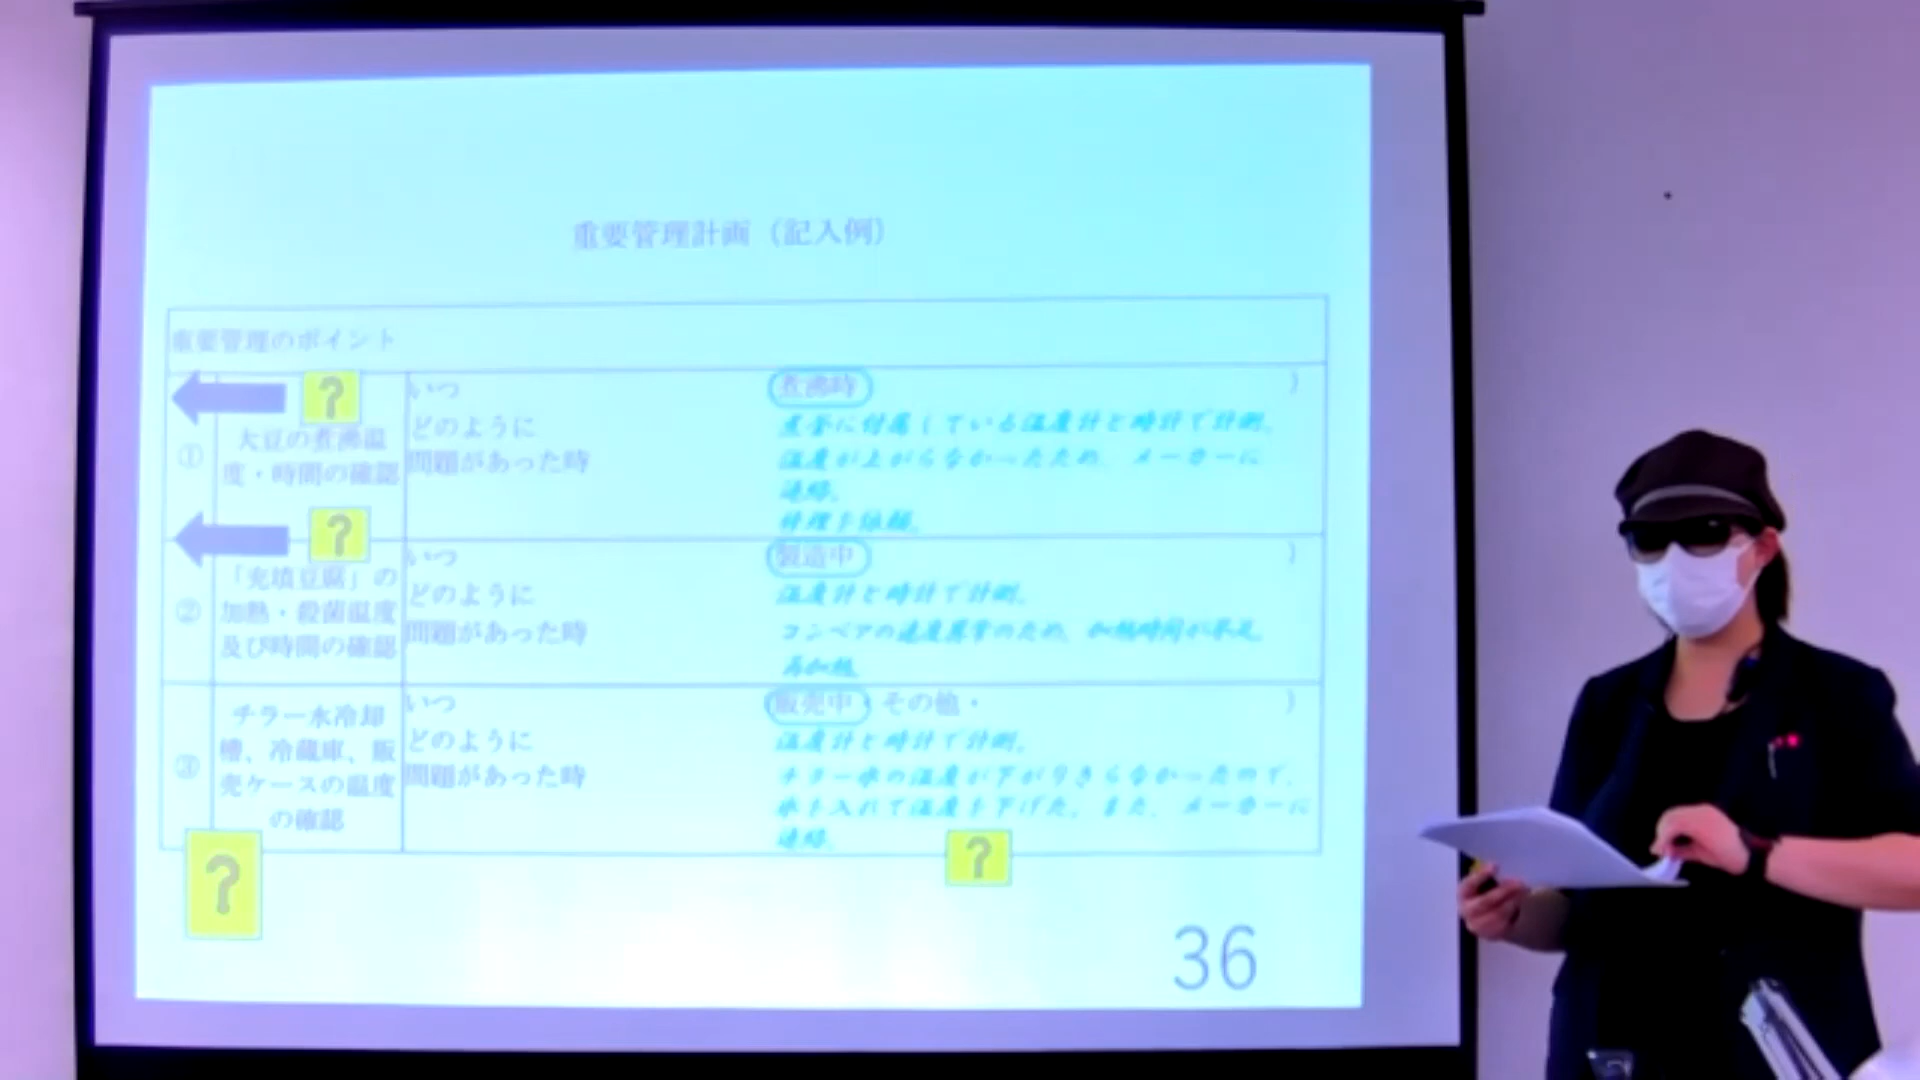 重要管理計画（記入例）
重要管理のポイント
?
①
大豆の煮沸温
度・時間の確認
いつ
煮沸時
)
どのように
煮釜に付属している温度計と時計で計測。
問題があった時
温度が上がらなかったため、メーカーに
連絡。
修理を依頼。
?
②
「充填豆腐」の
加熱・殺菌温度
及び時間の確認
いつ
製造中
)
どのように
温度計と時計で計測。
問題があった時
コンベアの速度異常のため、加熱時間が不足。
再加熱。
③
チラー水冷却
槽、冷蔵庫、販
売ケースの温度
の確認
いつ
販売中・その他・
)
どのように
温度計と時計で計測。
問題があった時
チラー水の温度が下がりきらなかったので、
氷を入れて温度を下げた。また、メーカーに
連絡。
?
?
36